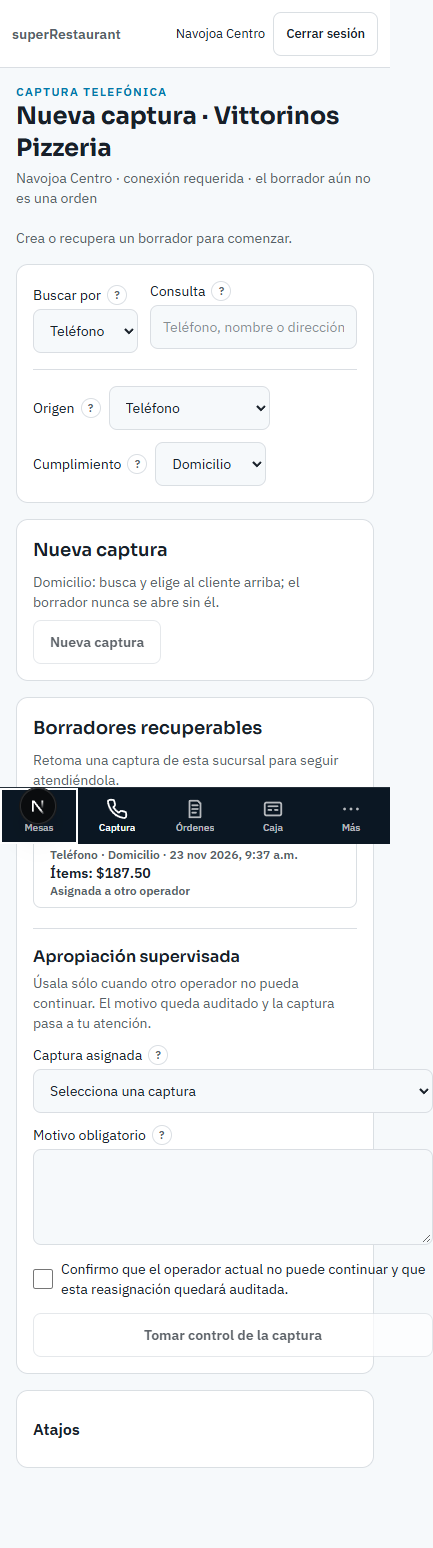 superRestaurant
Navojoa Centro
Cerrar sesión
CAPTURA TELEFÓNICA
Nueva captura · Vittorinos
Pizzeria
Navojoa Centro · conexión requerida · el borrador aún no
es una orden
Crea o recupera un borrador para comenzar.
Buscar por ?
Consulta ?
Teléfono
Teléfono, nombre o dirección
Origen ? Teléfono
Cumplimiento ? Domicilio
Nueva captura
Domicilio: busca y elige al cliente arriba; el
borrador nunca se abre sin él.
Nueva captura
Borradores recuperables
Retoma una captura de esta sucursal para seguir
atendiéndola.
N
Mesas
Captura
Órdenes
Caja
Más
Teléfono · Domicilio · 23 nov 2026, 9:37 a.m.
Ítems: $187.50
Asignada a otro operador
Apropiación supervisada
Úsala sólo cuando otro operador no pueda
continuar. El motivo queda auditado y la captura
pasa a tu atención.
Captura asignada ?
Selecciona una captura
Motivo obligatorio ?
Confirmo que el operador actual no puede continuar y que
esta reasignación quedará auditada.
Tomar control de la captura
Atajos